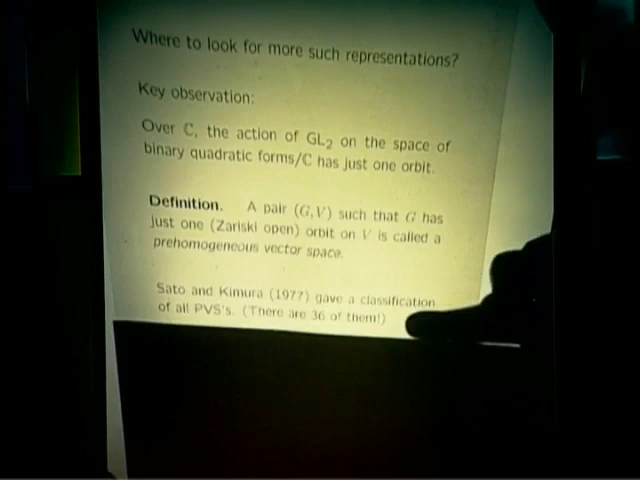 Where to look for more such representations?
Key observation:
Over ℂ, the action of GL₂ on the space of
binary quadratic forms/ℂ has just one orbit.
Definition. A pair (G,V) such that G has
just one (Zariski open) orbit on V is called a
prehomogeneous vector space.
Sato and Kimura (1977) gave a classification
of all PVS's. (There are 36 of them!)